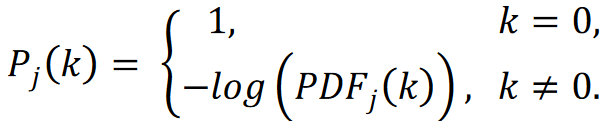 P_j(k) = { 1, k = 0,
−log(PDF_j(k)), k ≠ 0.